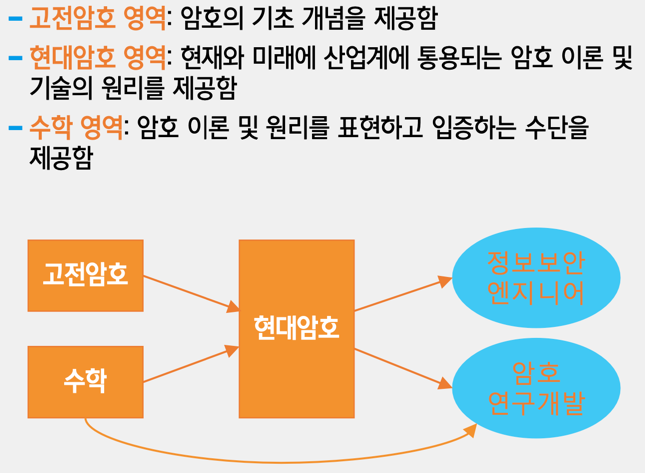 – 고전암호 영역: 암호의 기초 개념을 제공함
– 현대암호 영역: 현재와 미래에 산업계에 통용되는 암호 이론 및
기술의 원리를 제공함
– 수학 영역: 암호 이론 및 원리를 표현하고 입증하는 수단을
제공함
고전암호
수학
현대암호
정보보안
엔지니어
암호
연구개발